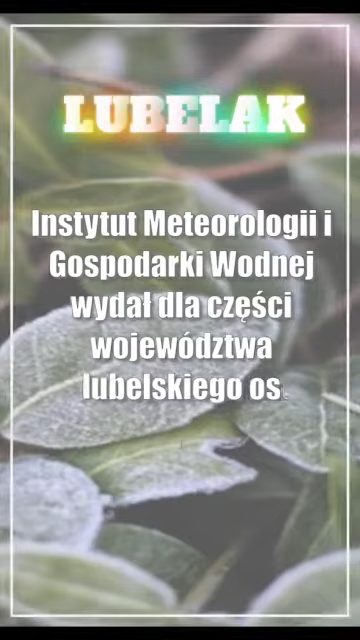 LUBELAK
Instytut Meteorologii i
Gospodarki Wodnej
wydał dla części
województwa
lubelskiego os